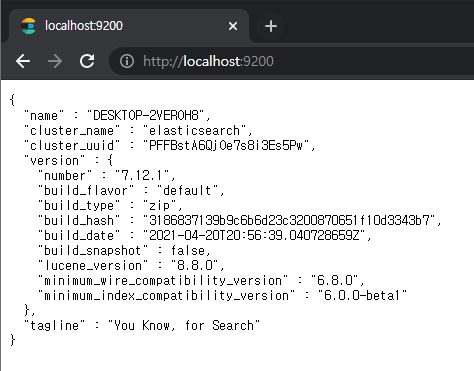 localhost:9200
http://localhost:9200
{
"name" : "DESKTOP-2VEROH8",
"cluster_name" : "elasticsearch",
"cluster_uuid" : "PFFBstA6QjOe7s8i3Es5Pw",
"version" : {
"number" : "7.12.1",
"build_flavor" : "default",
"build_type" : "zip",
"build_hash" : "3186837139b9c6b6d23c3200870651f10d3343b7",
"build_date" : "2021-04-20T20:56:39.040728659Z",
"build_snapshot" : false,
"lucene_version" : "8.8.0",
"minimum_wire_compatibility_version" : "6.8.0",
"minimum_index_compatibility_version" : "6.0.0-beta1"
},
"tagline" : "You Know, for Search"
}